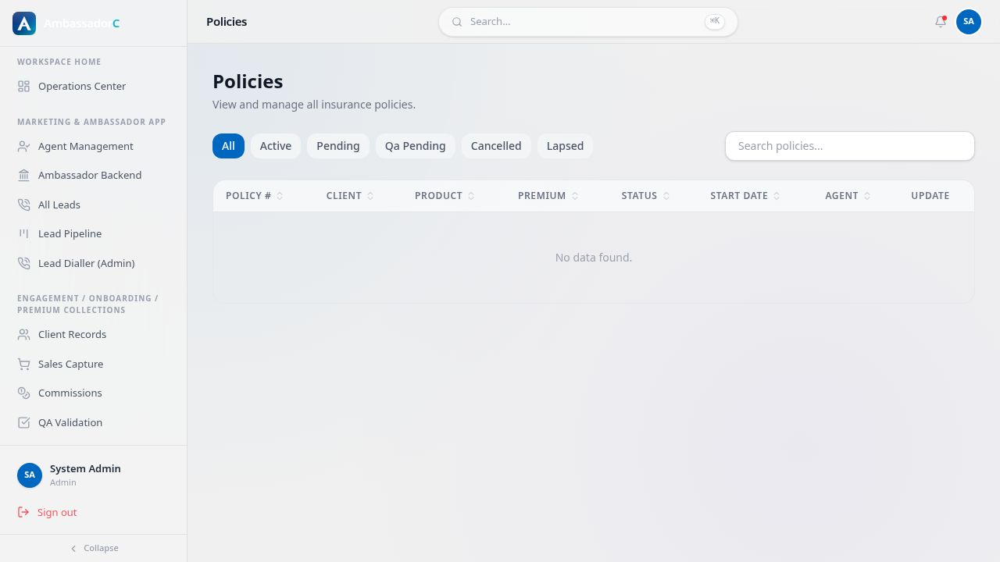 AmbassadorC
Policies
Search...
⌘K
SA
WORKSPACE HOME
Operations Center
MARKETING & AMBASSADOR APP
Agent Management
Ambassador Backend
All Leads
Lead Pipeline
Lead Dialler (Admin)
ENGAGEMENT / ONBOARDING /
PREMIUM COLLECTIONS
Client Records
Sales Capture
Commissions
QA Validation
SA
System Admin
Admin
Sign out
Collapse
Policies
View and manage all insurance policies.
All Active Pending Qa Pending Cancelled Lapsed
Search policies...
POLICY # CLIENT PRODUCT PREMIUM STATUS START DATE AGENT UPDATE
No data found.